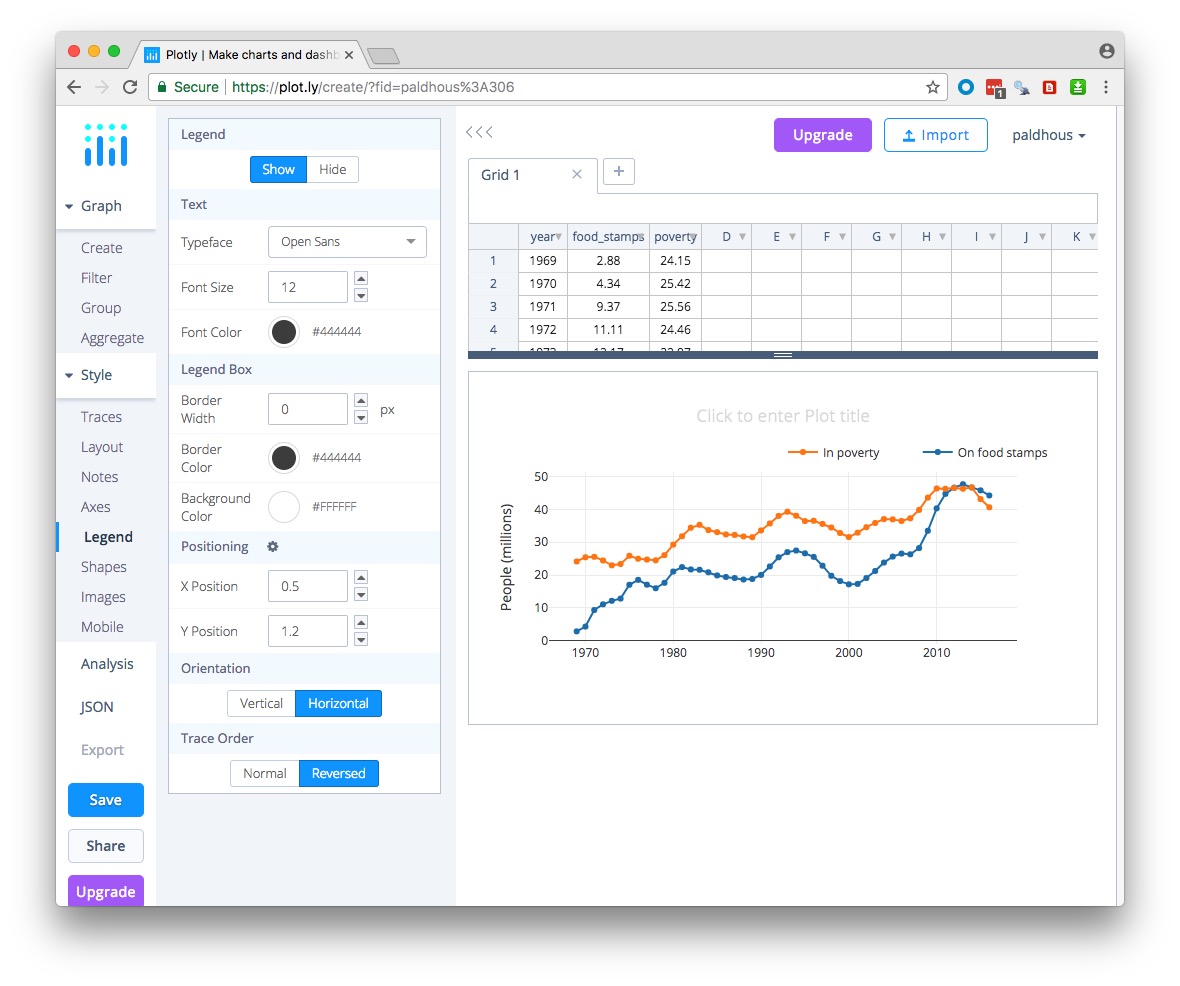 Plotly | Make charts and dashb
Secure https://plot.ly/create/?fid=paldhous%3A306
1
Graph
Create
Filter
Group
Aggregate
Style
Traces
Layout
Notes
Axes
Legend
Shapes
Images
Mobile
Analysis
JSON
Export
Save
Share
Upgrade
Legend
Show Hide
Text
Typeface Open Sans
Font Size 12
Font Color #444444
Legend Box
Border
Width 0 px
Border
Color #444444
Background
Color #FFFFFF
Positioning
X Position 0.5
Y Position 1.2
Orientation
Vertical Horizontal
Trace Order
Normal Reversed
<<<
Upgrade Import paldhous
Grid 1 × +
year food_stamps poverty D E F G H I J K
1 1969 2.88 24.15
2 1970 4.34 25.42
3 1971 9.37 25.56
4 1972 11.11 24.46
Click to enter Plot title
In poverty On food stamps
People (millions)
50
40
30
20
10
0
1970 1980 1990 2000 2010